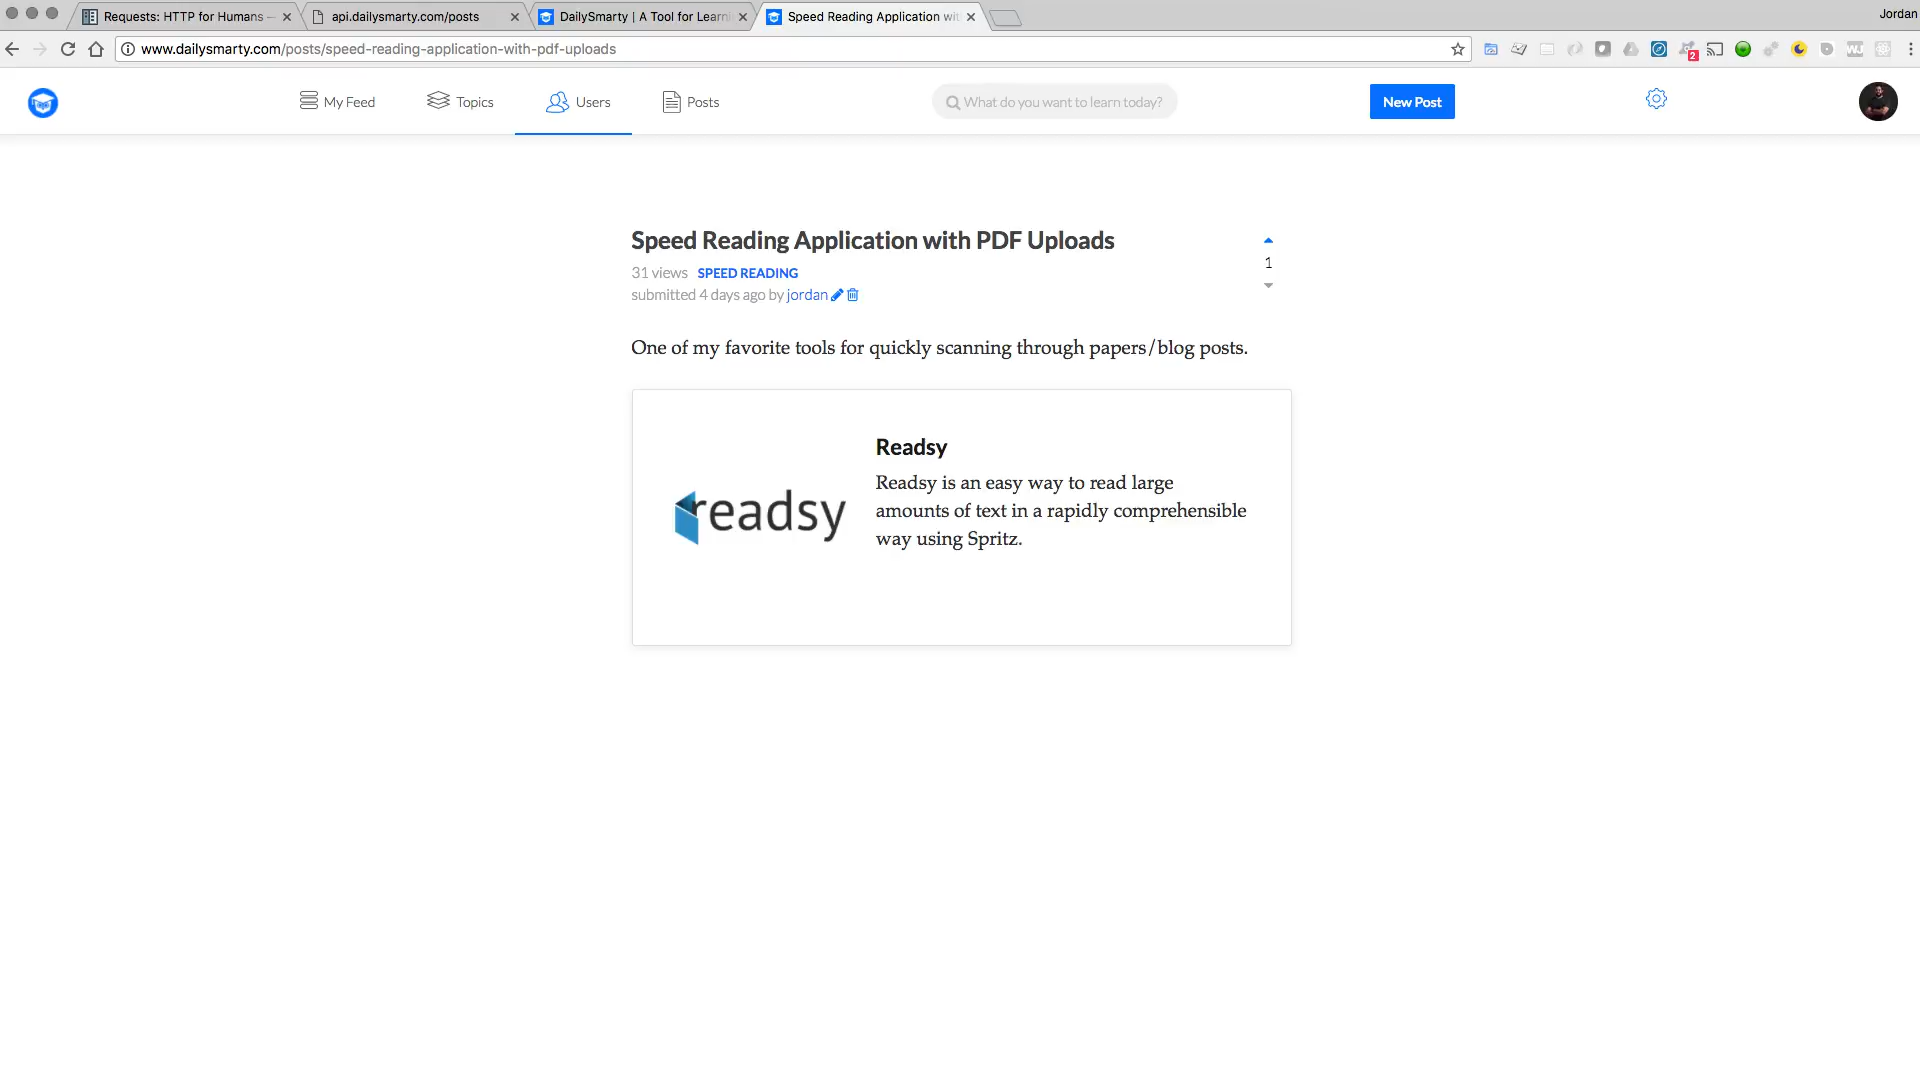 Requests: HTTP for Humans —
api.dailysmarty.com/posts
DailySmarty | A Tool for Learni
Speed Reading Application wit
Jordan
www.dailysmarty.com/posts/speed-reading-application-with-pdf-uploads
2
WJ
My Feed
Topics
Users
Posts
What do you want to learn today?
New Post
Speed Reading Application with PDF Uploads
31 views SPEED READING
submitted 4 days ago by jordan
1
One of my favorite tools for quickly scanning through papers/blog posts.
readsy
Readsy
Readsy is an easy way to read large
amounts of text in a rapidly comprehensible
way using Spritz.